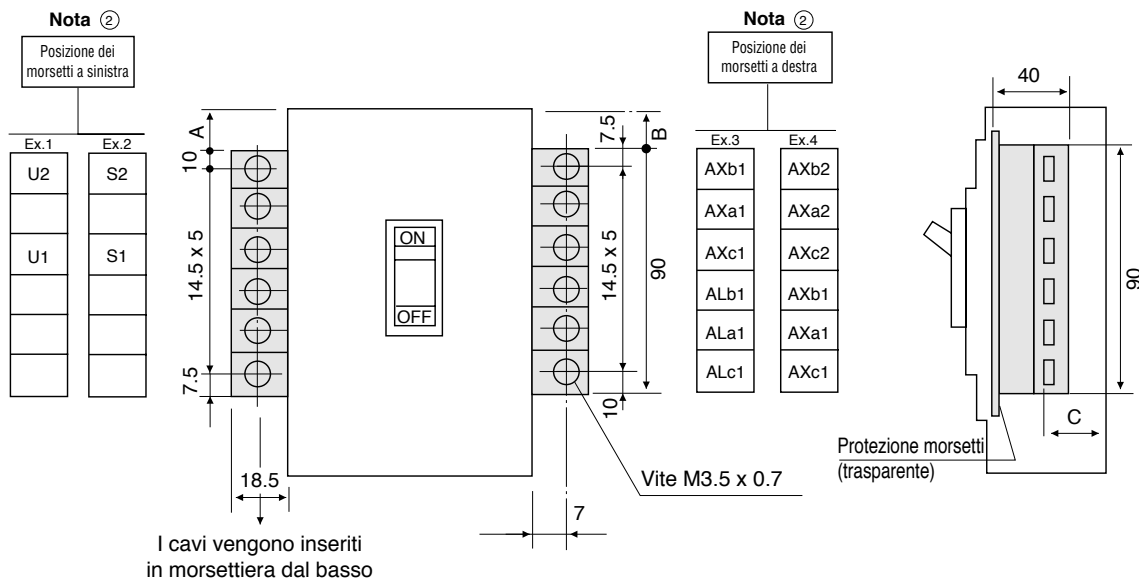 Nota ②
Posizione dei
morsetti a sinistra
Ex.1
Ex.2
U2
S2
U1
S1
A
10
14.5 x 5
7.5
18.5
I cavi vengono inseriti
in morsettiera dal basso
ON
OFF
7.5
B
14.5 x 5
90
10
7
Vite M3.5 x 0.7
Nota ②
Posizione dei
morsetti a destra
Ex.3
Ex.4
AXb1
AXb2
AXa1
AXa2
AXc1
AXc2
ALb1
AXb1
ALa1
AXa1
ALc1
AXc1
40
90
C
Protezione morsetti
(trasparente)